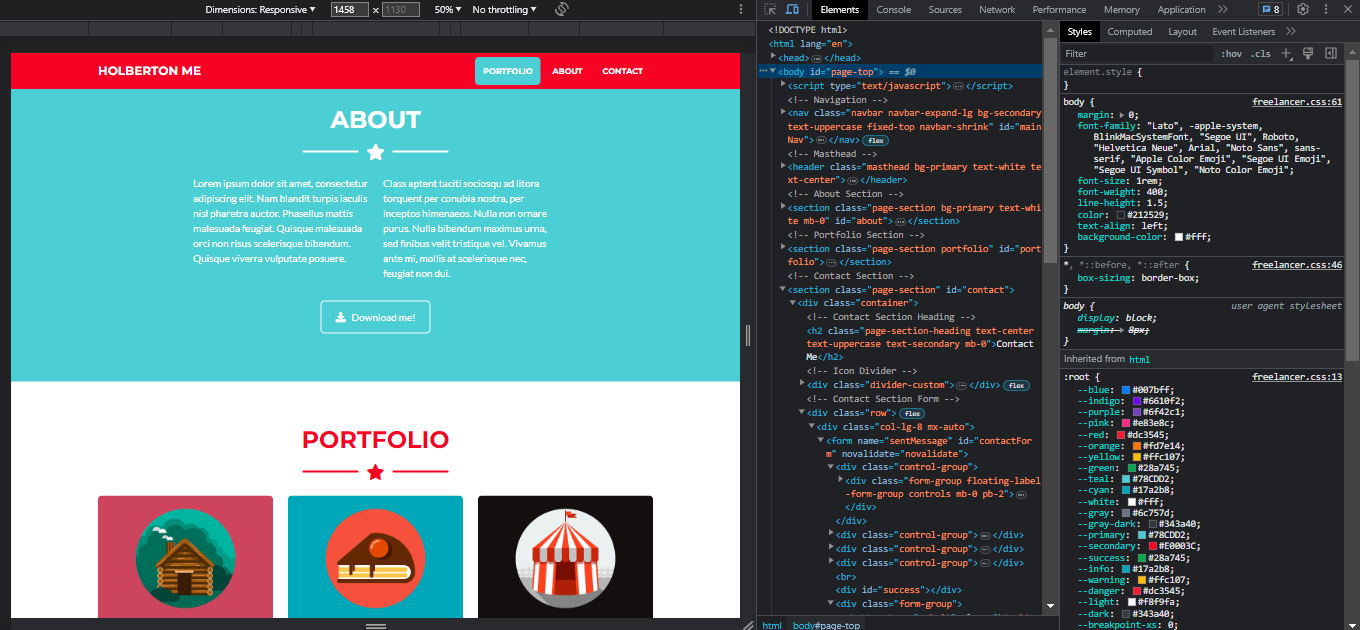 Dimensions: Responsive ▾ 1458 × 1130 50% ▾ No throttling ▾
Elements Console Sources Network Performance Memory Application 8
HOLBERTON ME
PORTFOLIO ABOUT CONTACT
ABOUT
Lorem ipsum dolor sit amet, consectetur
adipiscing elit. Nam blandit turpis iaculis
nisl pharetra auctor. Phasellus mattis
malesuada feugiat. Quisque malesuada
orci non risus scelerisque bibendum.
Quisque viverra vulputate posuere.
Class aptent taciti sociosqu ad litora
torquent per conubia nostra, per
inceptos himenaeos. Nulla non ornare
purus. Nulla bibendum maximus urna,
sed finibus velit tristique vel. Vivamus
ante mi, mollis at scelerisque nec,
feugiat non dui.
Download me!
PORTFOLIO
<!DOCTYPE html>
<html lang="en">
<head>…</head>
<body id="page-top"> == $0
<script type="text/javascript">…</script>
<!-- Navigation -->
<nav class="navbar navbar-expand-lg bg-secondary
text-uppercase fixed-top navbar-shrink" id="main
Nav">…</nav> flex
<!-- Masthead -->
<header class="masthead bg-primary text-white te
xt-center">…</header>
<!-- About Section -->
<section class="page-section bg-primary text-whi
te mb-0" id="about">…</section>
<!-- Portfolio Section -->
<section class="page-section portfolio" id="port
folio">…</section>
<!-- Contact Section -->
<section class="page-section" id="contact">
<div class="container">
<!-- Contact Section Heading -->
<h2 class="page-section-heading text-center
text-uppercase text-secondary mb-0">Contact
Me</h2>
<!-- Icon Divider -->
<div class="divider-custom">…</div> flex
<!-- Contact Section Form -->
<div class="row"> flex
<div class="col-lg-8 mx-auto">
<form name="sentMessage" id="contactFor
m" novalidate="novalidate">
<div class="control-group">
<div class="form-group floating-label
-form-group controls mb-0 pb-2">…
</div>
</div>
<div class="control-group">…</div>
<div class="control-group">…</div>
<div class="control-group">…</div>
<br>
<div id="success"></div>
<div class="form-group">
html body#page-top
Styles Computed Layout Event Listeners
Filter :hov .cls
element.style {
}
body { freelancer.css:61
margin: 0;
font-family: "Lato", -apple-system,
BlinkMacSystemFont, "Segoe UI", Roboto,
"Helvetica Neue", Arial, "Noto Sans", sans-
serif, "Apple Color Emoji", "Segoe UI Emoji",
"Segoe UI Symbol", "Noto Color Emoji";
font-size: 1rem;
font-weight: 400;
line-height: 1.5;
color: #212529;
text-align: left;
background-color: #fff;
}
*, *::before, *::after { freelancer.css:46
box-sizing: border-box;
}
body { user agent stylesheet
display: block;
margin: 8px;
}
Inherited from html
:root { freelancer.css:13
--blue: #007bff;
--indigo: #6610f2;
--purple: #6f42c1;
--pink: #e83e8c;
--red: #dc3545;
--orange: #fd7e14;
--yellow: #ffc107;
--green: #28a745;
--teal: #78CDD2;
--cyan: #17a2b8;
--white: #fff;
--gray: #6c757d;
--gray-dark: #343a40;
--primary: #78CDD2;
--secondary: #E0003C;
--success: #28a745;
--info: #17a2b8;
--warning: #ffc107;
--danger: #dc3545;
--light: #f8f9fa;
--dark: #343a40;
--breakpoint-xs: 0;